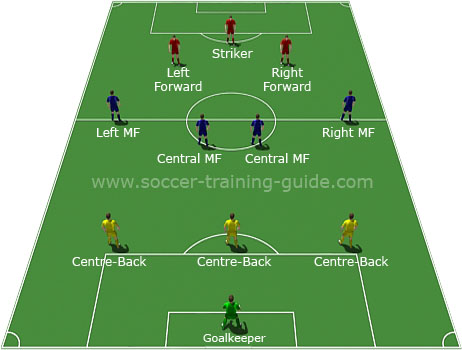 Striker
Left
Forward
Right
Forward
Left MF
Right MF
Central MF
Central MF
www.soccer-training-guide.com
Centre-Back
Centre-Back
Centre-Back
Goalkeeper